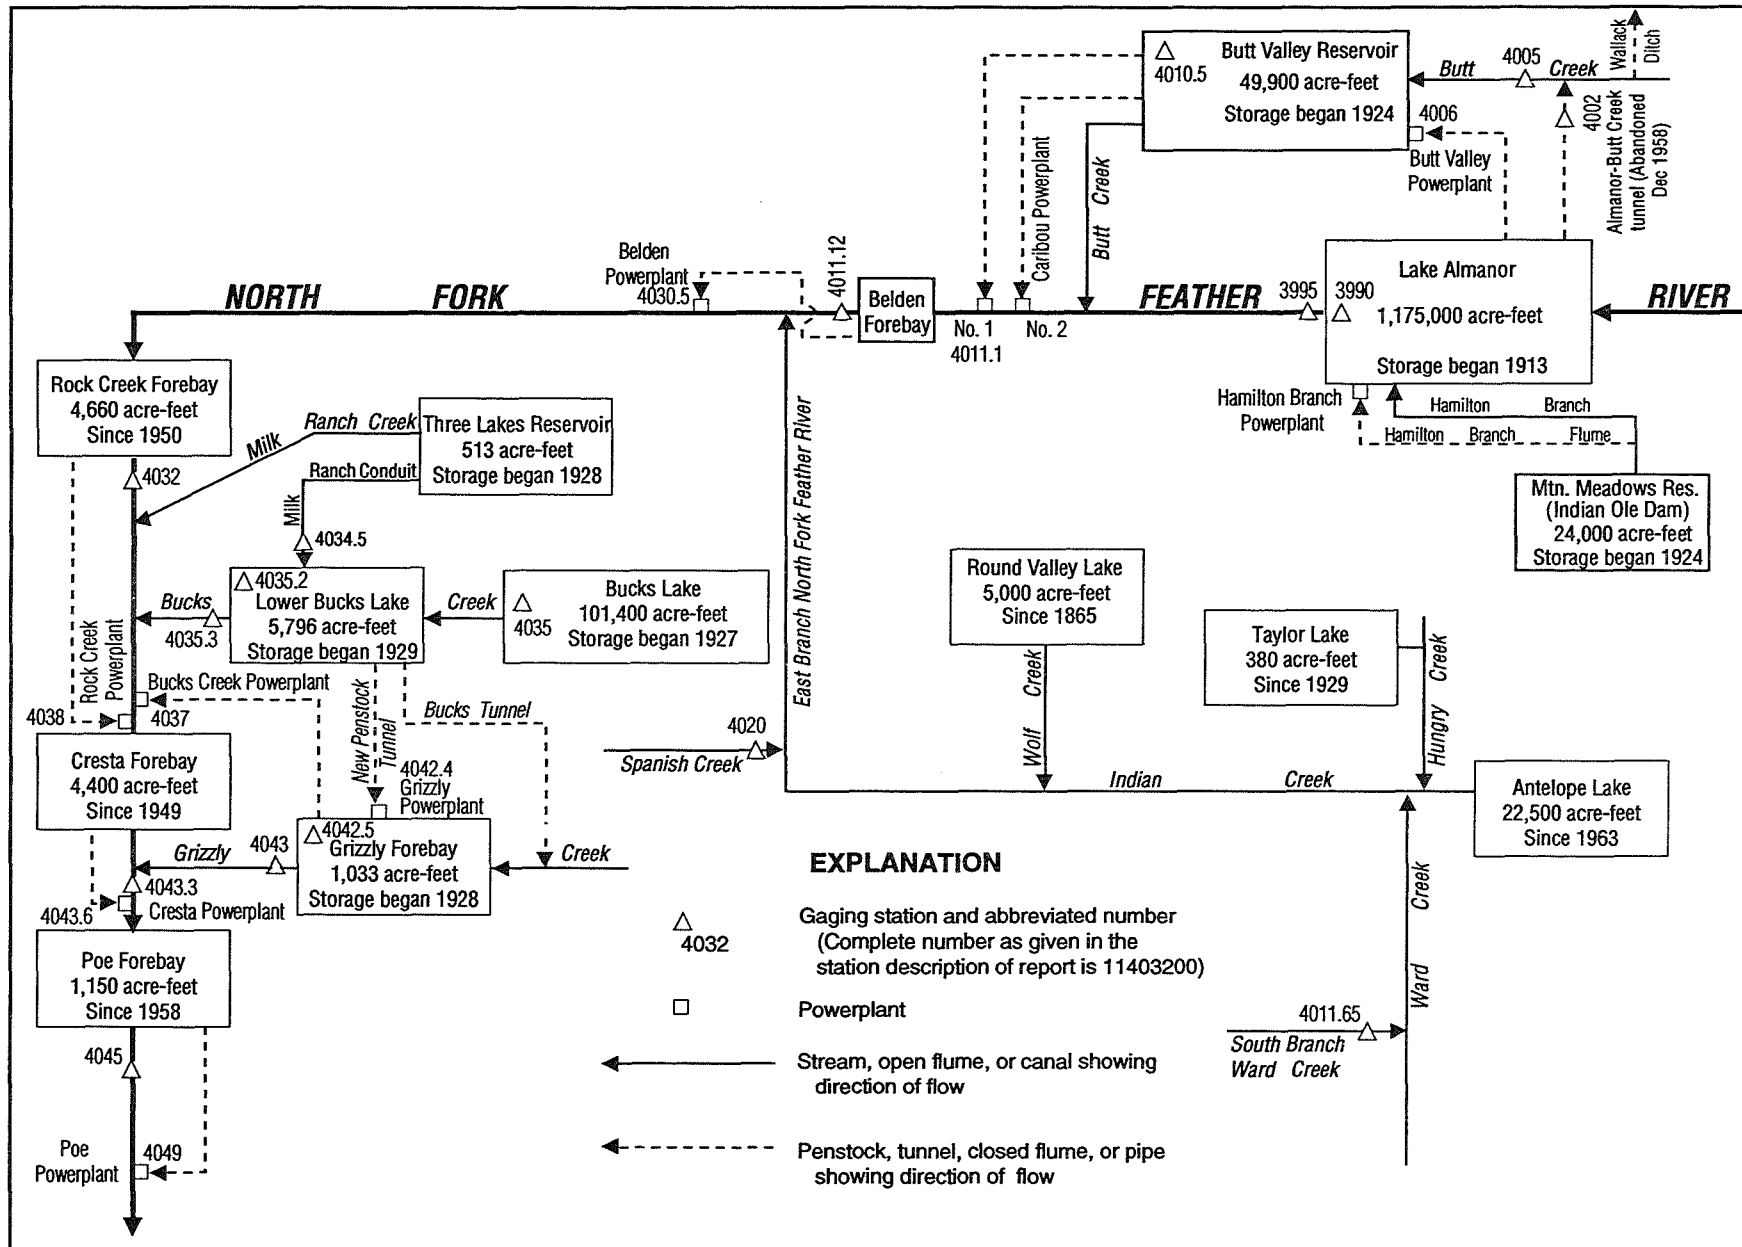 Wallack
Ditch
Butt Valley Reservoir
49,900 acre-feet
Storage began 1924
4010.5
Butt
4005
Creek
4002
Almanor-Butt Creek
tunnel (Abandoned
Dec 1958)
4006
Butt Valley
Powerplant
Caribou Powerplant
Butt Creek
Belden
Powerplant
4030.5
4011.12
Belden
Forebay
No. 1
4011.1
No. 2
NORTH FORK FEATHER RIVER
3995
3990
Lake Almanor
1,175,000 acre-feet
Storage began 1913
Hamilton Branch
Powerplant
Hamilton Branch
Hamilton Branch Flume
Mtn. Meadows Res.
(Indian Ole Dam)
24,000 acre-feet
Storage began 1924
Rock Creek Forebay
4,660 acre-feet
Since 1950
4032
Milk
Ranch Creek
Three Lakes Reservoir
513 acre-feet
Storage began 1928
Ranch Conduit
Milk
4034.5
4035.2
Lower Bucks Lake
5,796 acre-feet
Storage began 1929
Bucks
4035.3
Creek
4035
Bucks Lake
101,400 acre-feet
Storage began 1927
East Branch North Fork Feather River
Round Valley Lake
5,000 acre-feet
Since 1865
Taylor Lake
380 acre-feet
Since 1929
Wolf Creek
Hungry Creek
Rock Creek
Powerplant
Bucks Creek Powerplant
4038
4037
New Penstock
Tunnel
Bucks Tunnel
4020
Spanish Creek
Indian Creek
Antelope Lake
22,500 acre-feet
Since 1963
Cresta Forebay
4,400 acre-feet
Since 1949
4042.4
Grizzly
Powerplant
4042.5
Grizzly Forebay
1,033 acre-feet
Storage began 1928
Grizzly
4043
Creek
4043.3
Cresta Powerplant
4043.6
Poe Forebay
1,150 acre-feet
Since 1958
4045
Poe
Powerplant
4049
Ward Creek
4011.65
South Branch
Ward Creek
EXPLANATION
4032
Gaging station and abbreviated number
(Complete number as given in the
station description of report is 11403200)
Powerplant
Stream, open flume, or canal showing
direction of flow
Penstock, tunnel, closed flume, or pipe
showing direction of flow